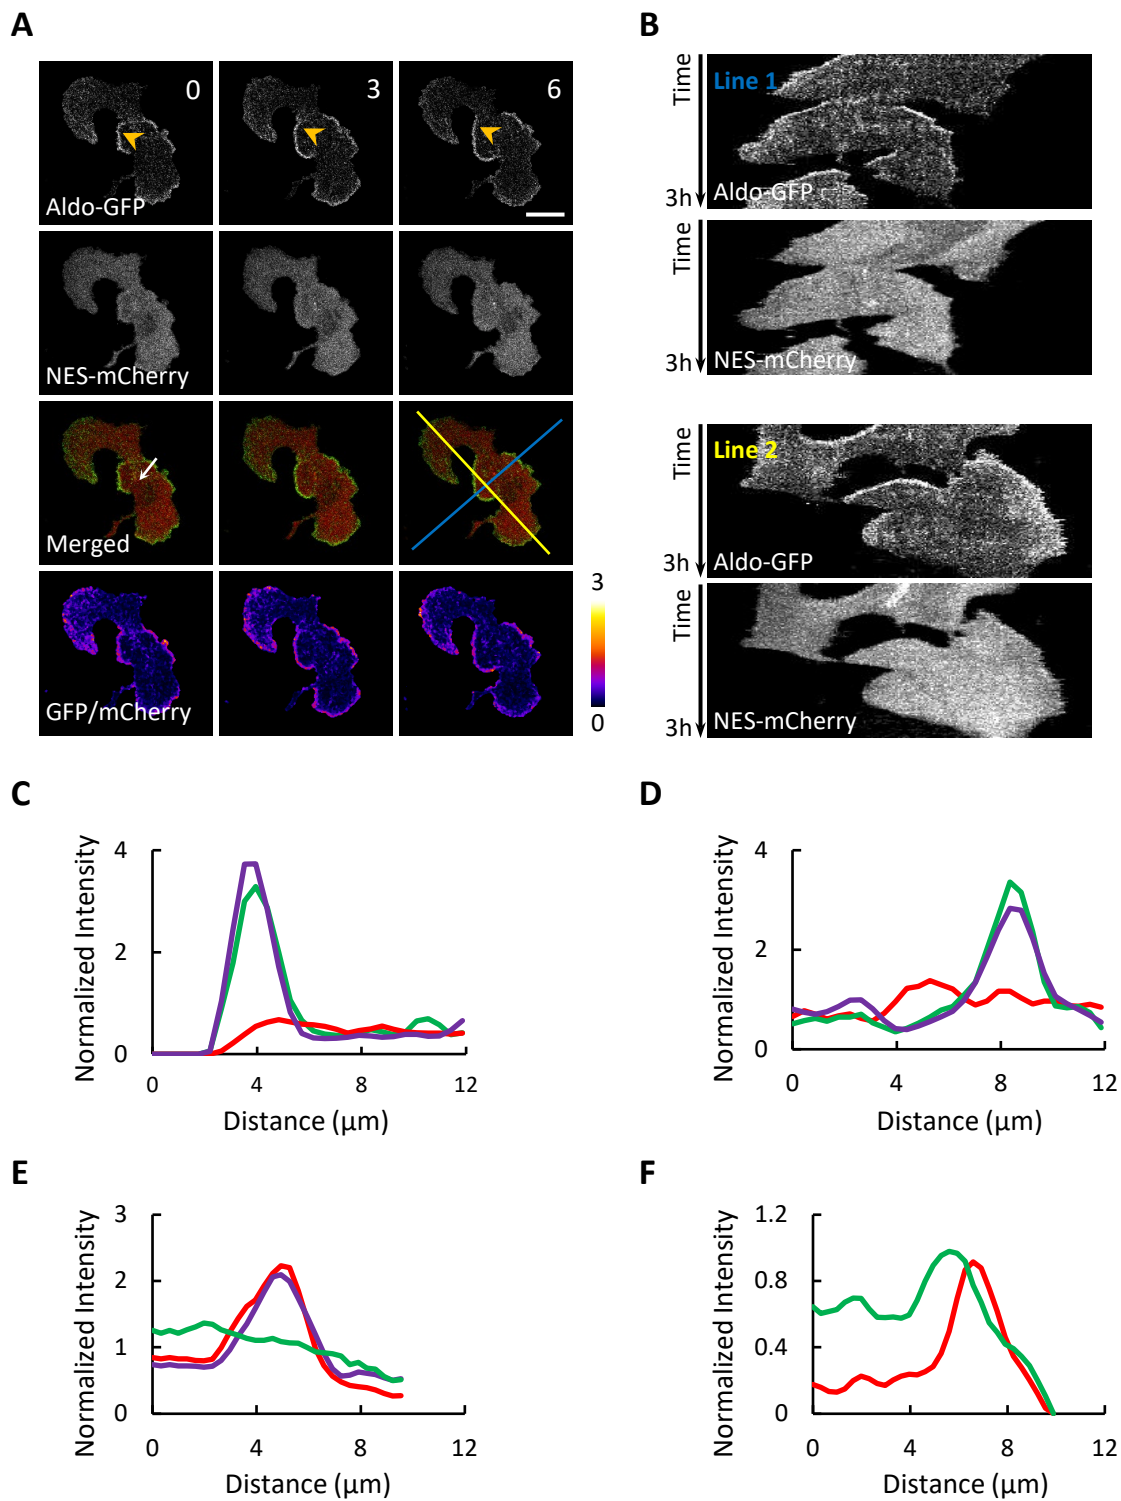 A
0
3
6
Aldo-GFP
NES-mCherry
Merged
GFP/mCherry
3
0
B
Time
3h
Line 1
Aldo-GFP
Time
3h
NES-mCherry
Time
3h
Line 2
Aldo-GFP
Time
3h
NES-mCherry
C
Normalized Intensity
4
2
0
0 4 8 12
Distance (μm)
D
Normalized Intensity
4
2
0
0 4 8 12
Distance (μm)
E
Normalized Intensity
3
2
1
0
0 4 8 12
Distance (μm)
F
Normalized Intensity
1.2
0.8
0.4
0
0 4 8 12
Distance (μm)